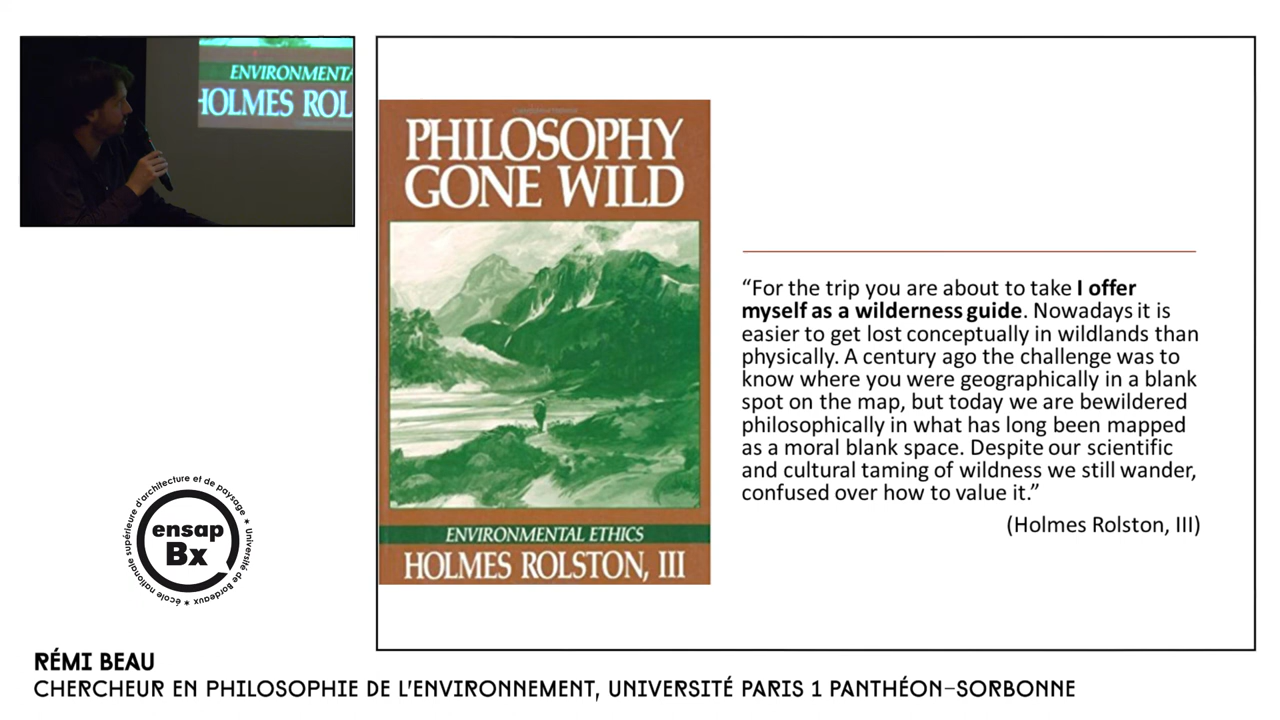 ENVIRONMENTA
HOLMES ROL
PHILOSOPHY
GONE WILD
ENVIRONMENTAL ETHICS
HOLMES ROLSTON, III
“For the trip you are about to take I offer
myself as a wilderness guide. Nowadays it is
easier to get lost conceptually in wildlands than
physically. A century ago the challenge was to
know where you were geographically in a blank
spot on the map, but today we are bewildered
philosophically in what has long been mapped
as a moral blank space. Despite our scientific
and cultural taming of wildness we still wander,
confused over how to value it.”
(Holmes Rolston, III)
école nationale supérieure d'architecture et de paysage * Université de Bordeaux *
ensap
Bx
RÉMI BEAU
CHERCHEUR EN PHILOSOPHIE DE L'ENVIRONNEMENT, UNIVERSITÉ PARIS 1 PANTHÉON-SORBONNE